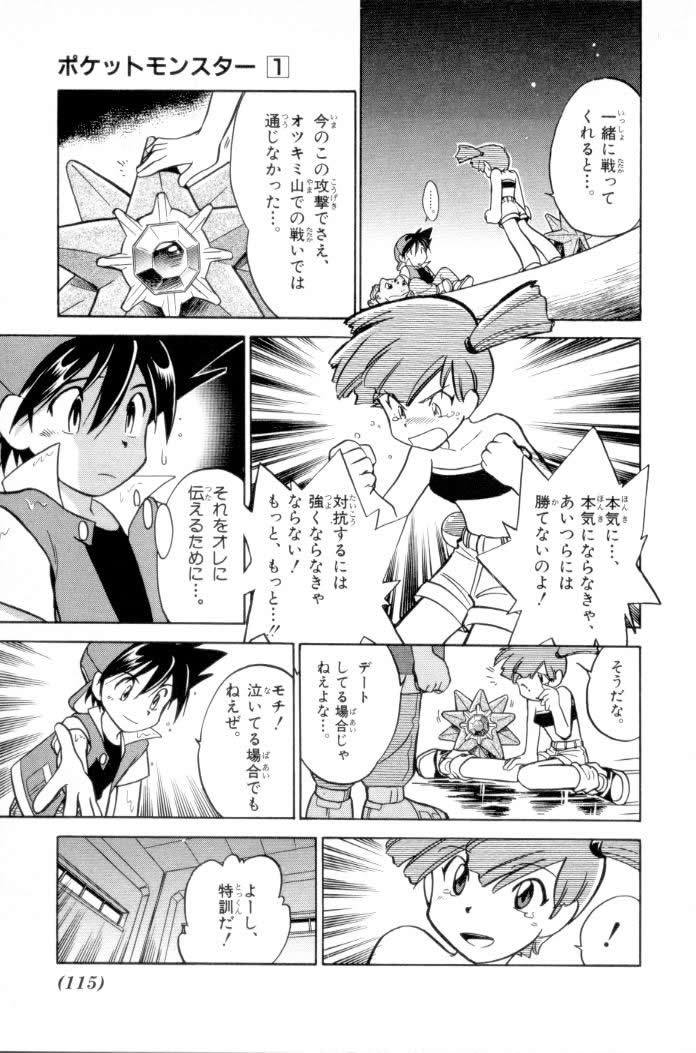 ポケットモンスター 1
一緒に戦って
くれると…。
……
今のこの攻撃でさえ、
オツキミ山での戦いでは
通じなかった…。
本気に…、
本気にならなきゃ、
あいつらには
勝てないのよ!
対抗するには
強くならなきゃ
ならない!
もっと、もっと…!!
それをオレに
伝えるために…。
そうだな。
デート
してる場合じゃ
ねえよな…。
モチ!
泣いてる場合でも
ねえぜ。
!
よーし、
特訓だ!
(115)